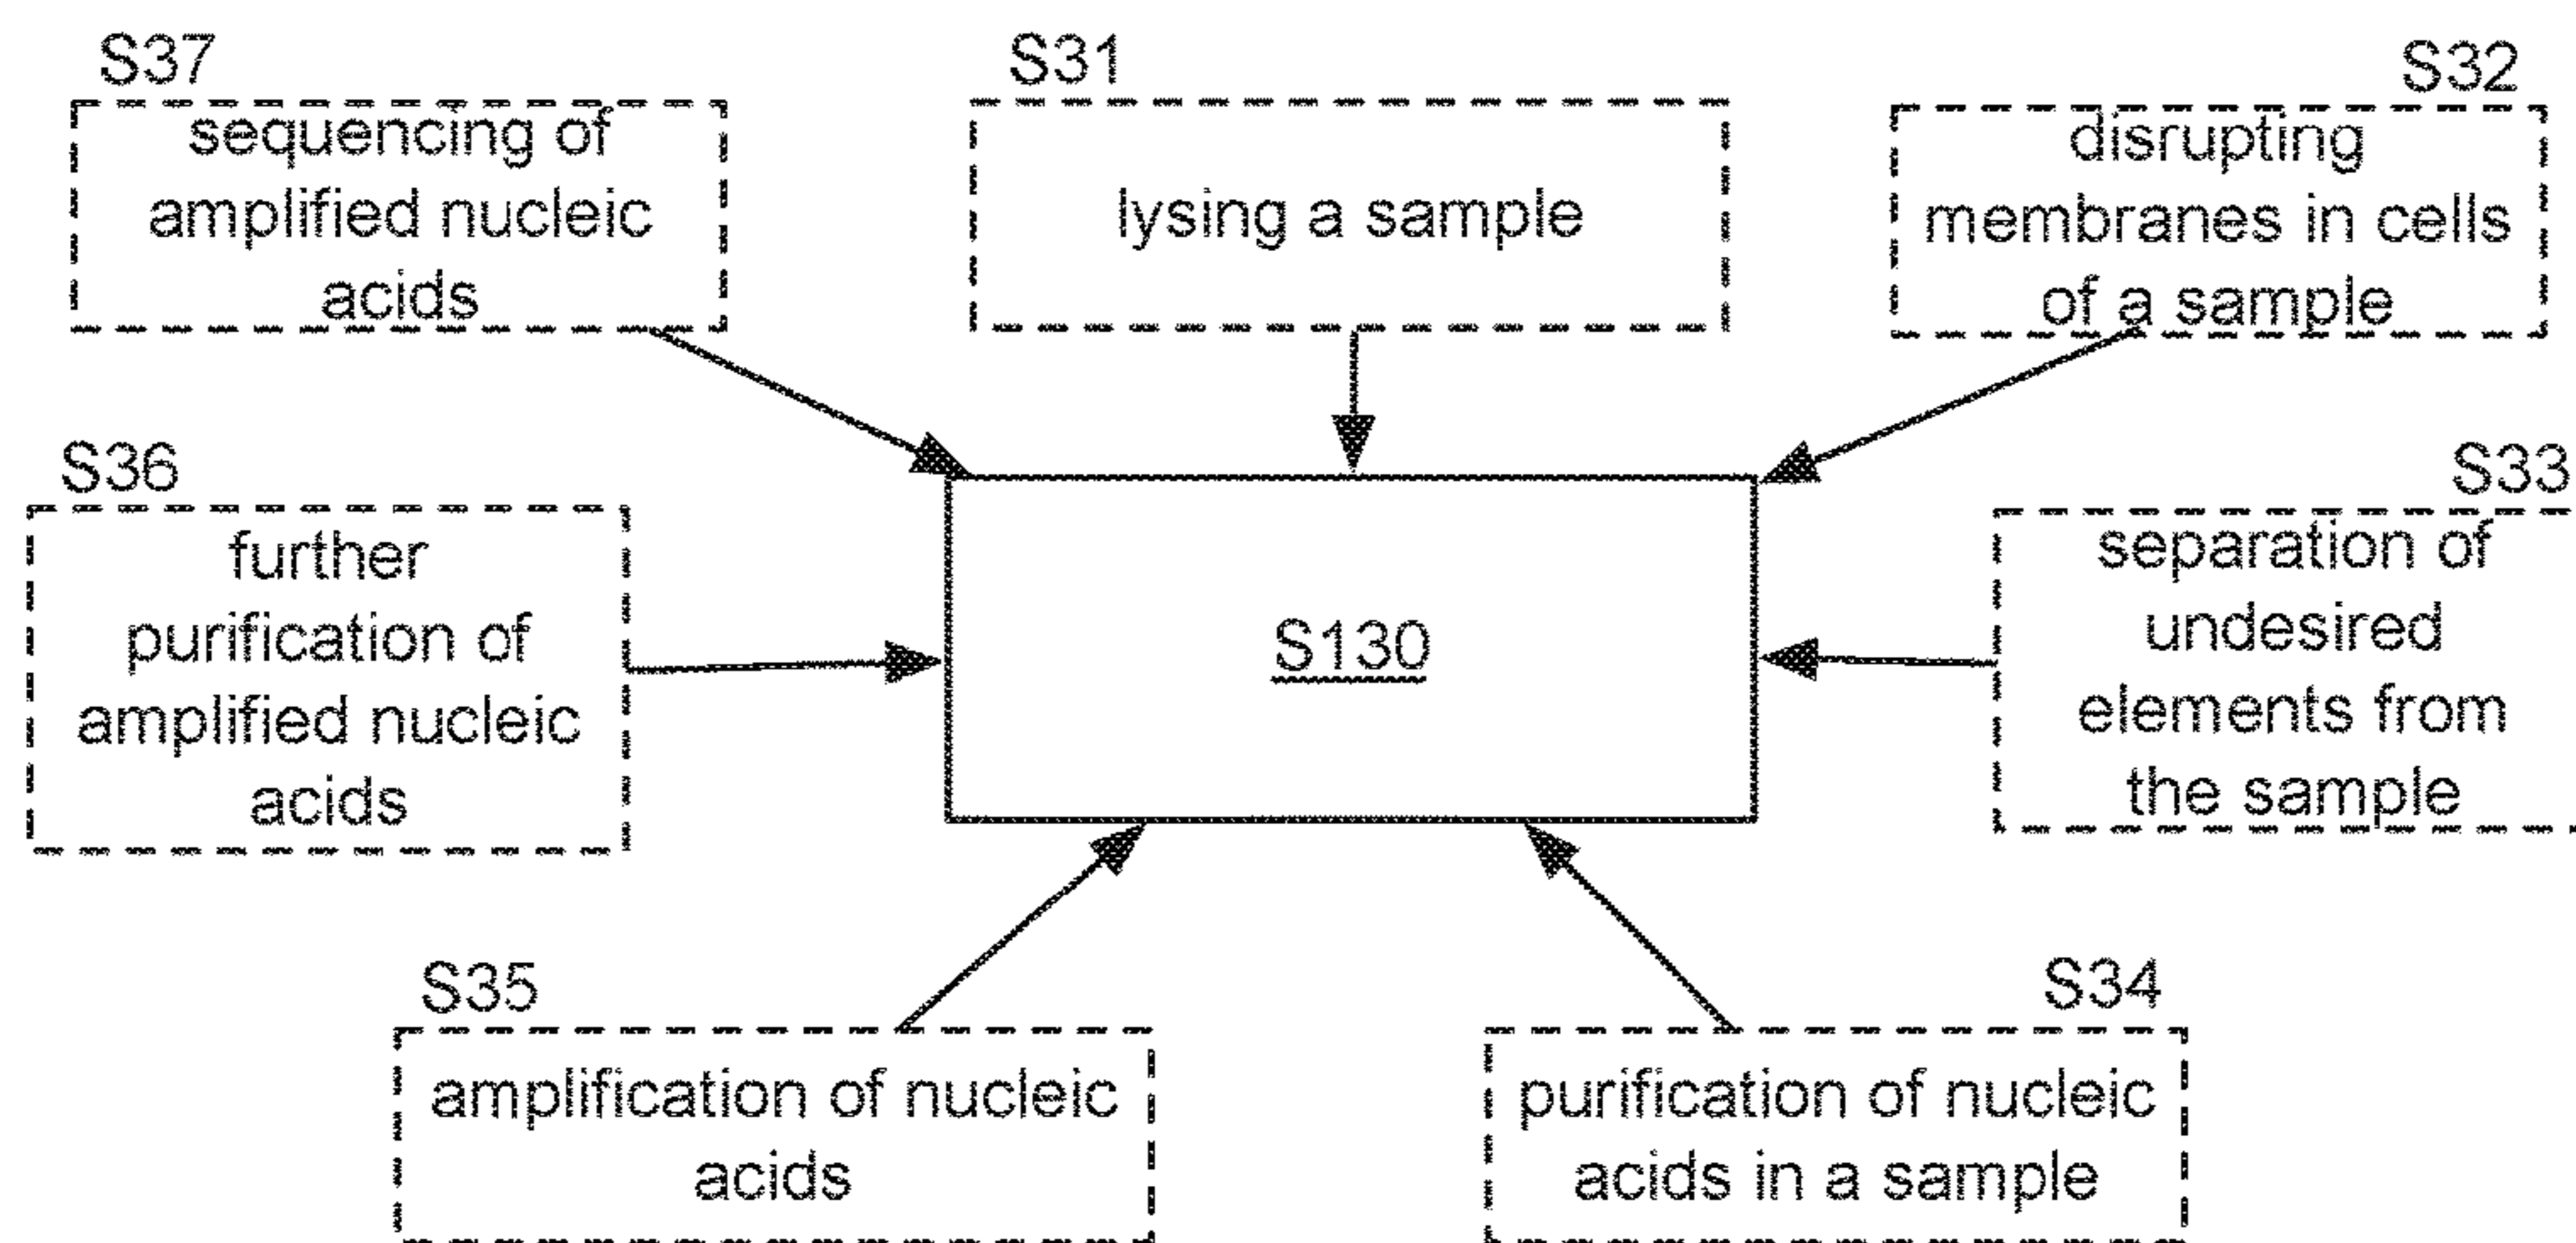 S37
sequencing of
amplified nucleic
acids
S31
lysing a sample
S32
disrupting
membranes in cells
of a sample
S36
further
purification of
amplified nucleic
acids
S130
S33
separation of
undesired
elements from
the sample
S35
amplification of nucleic
acids
S34
purification of nucleic
acids in a sample